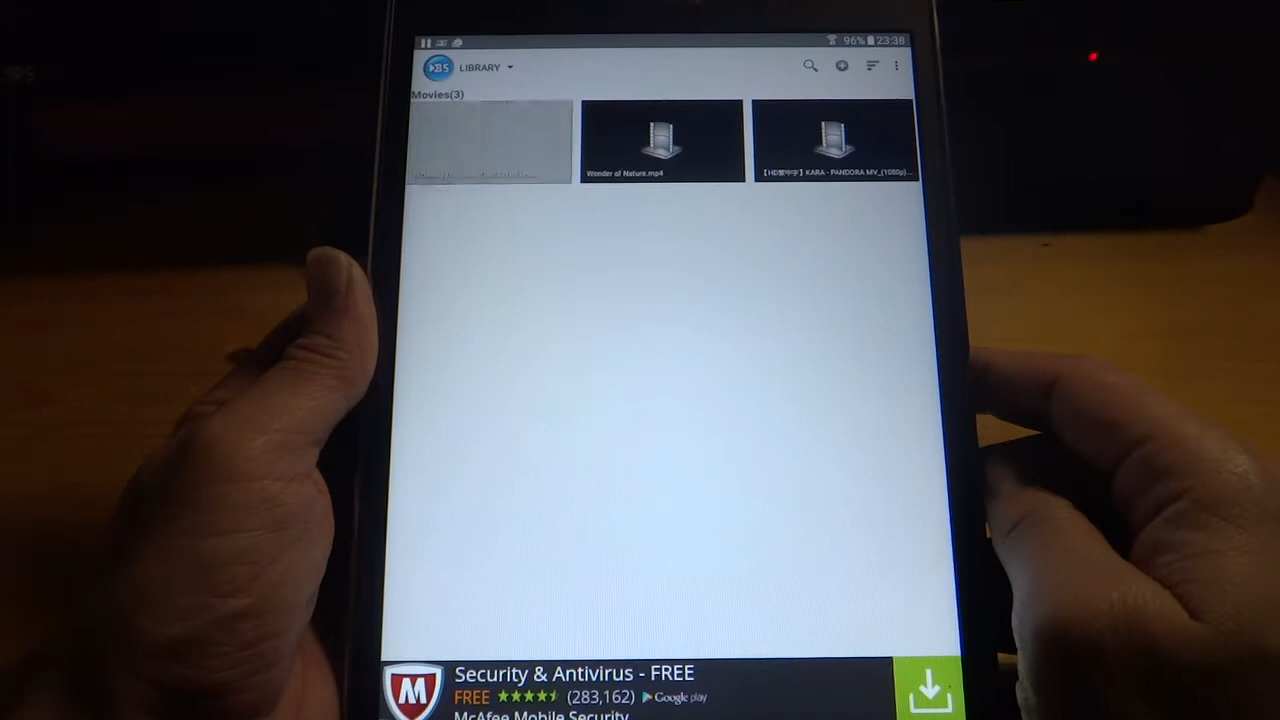 96% 23:38
BS LIBRARY
Movies(3)
Wonder of Nature.mp4
【HD繁中字】KARA - PANDORA MV_(1080p)...
Security & Antivirus - FREE
FREE (283,162) Google play
McAfee Mobile Security